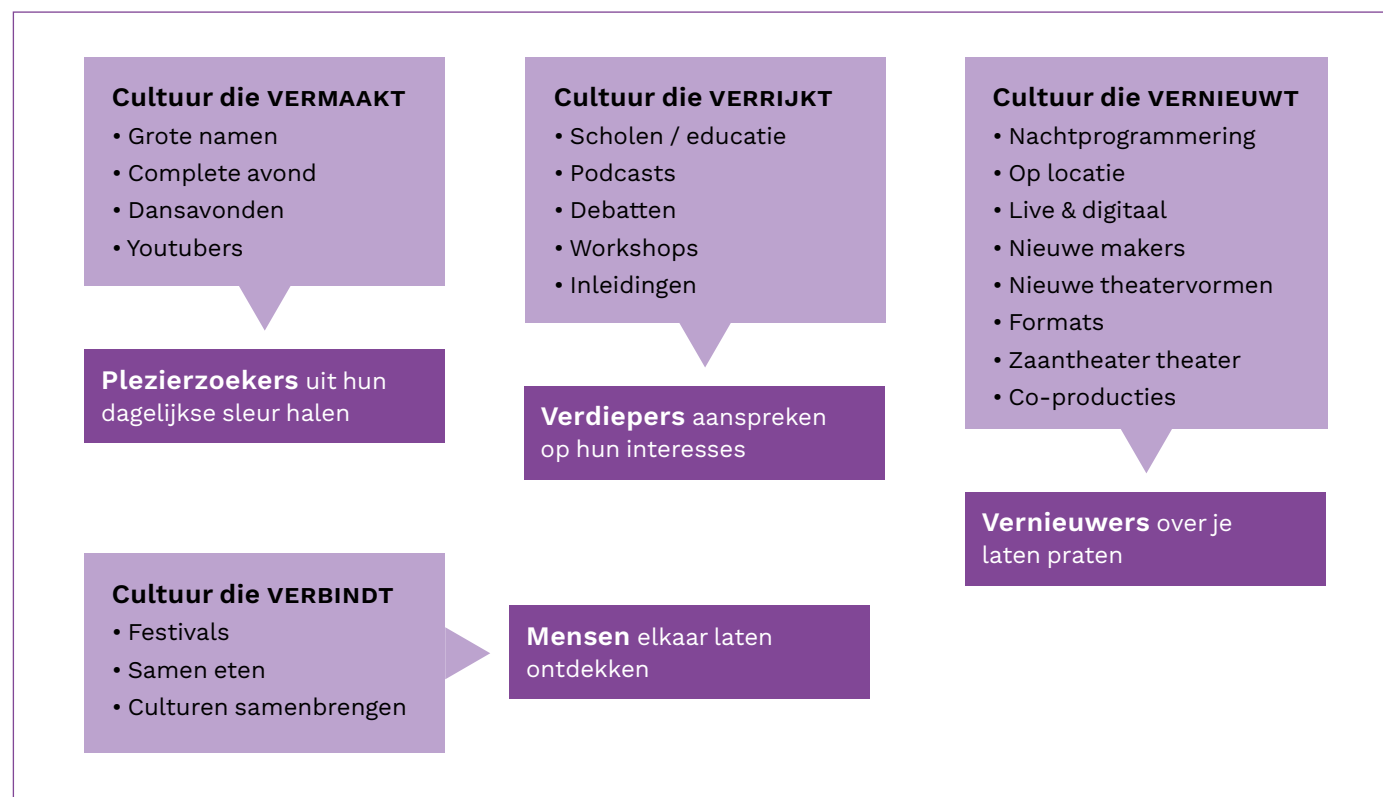 Cultuur die VERMAAKT
• Grote namen
• Complete avond
• Dansavonden
• Youtubers
Plezierzoekers uit hun
dagelijkse sleur halen
Cultuur die VERRIJKT
• Scholen / educatie
• Podcasts
• Debatten
• Workshops
• Inleidingen
Verdiepers aanspreken
op hun interesses
Cultuur die VERNIEUWT
• Nachtprogrammering
• Op locatie
• Live & digitaal
• Nieuwe makers
• Nieuwe theatervormen
• Formats
• Zaantheater theater
• Co-producties
Vernieuwers over je
laten praten
Cultuur die VERBINDT
• Festivals
• Samen eten
• Culturen samenbrengen
Mensen elkaar laten
ontdekken